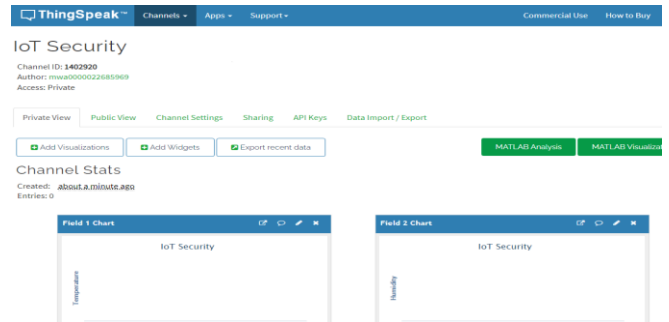 ThingSpeak™ Channels Apps Support Commercial Use How to Buy
IoT Security
Channel ID: 1402920
Author: mwa0000022685969
Access: Private
Private View Public View Channel Settings Sharing API Keys Data Import / Export
Add Visualizations Add Widgets Export recent data MATLAB Analysis MATLAB Visualizat
Channel Stats
Created: about a minute ago
Entries: 0
Field 1 Chart
IoT Security
Temperature
Field 2 Chart
IoT Security
Humidity